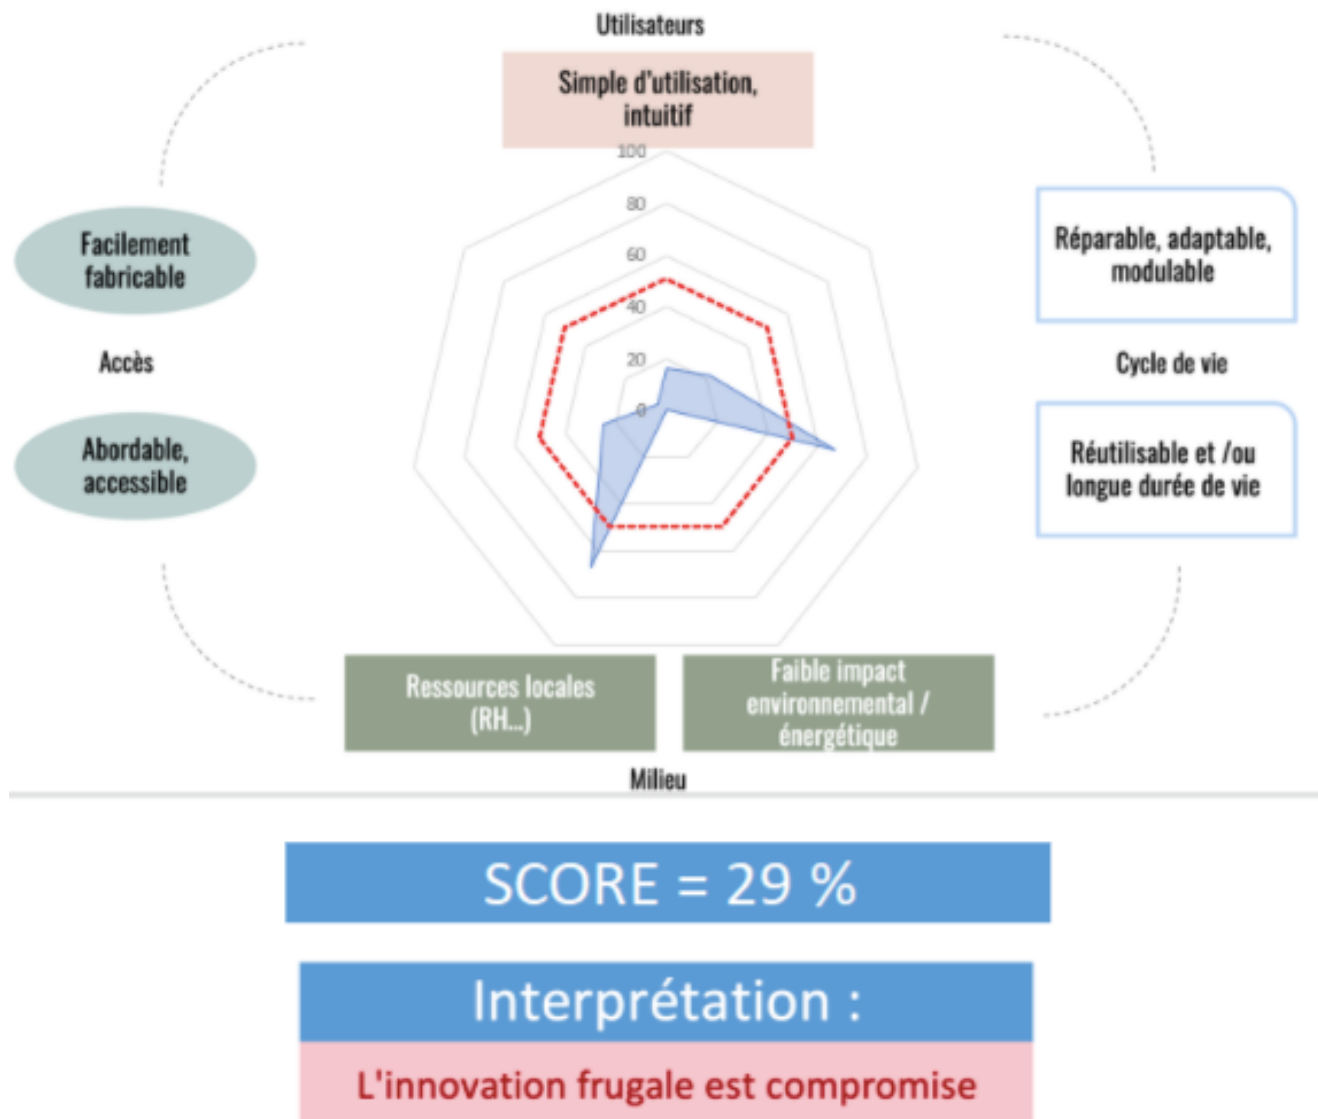 Utilisateurs
Simple d'utilisation,
intuitif
100
80
60
40
20
0
Facilement
fabricable
Accès
Abordable,
accessible
Réparable, adaptable,
modulable
Cycle de vie
Réutilisable et /ou
longue durée de vie
Ressources locales
(RH...)
Faible impact
environnemental /
énergétique
Milieu
SCORE = 29 %
Interprétation :
L'innovation frugale est compromise